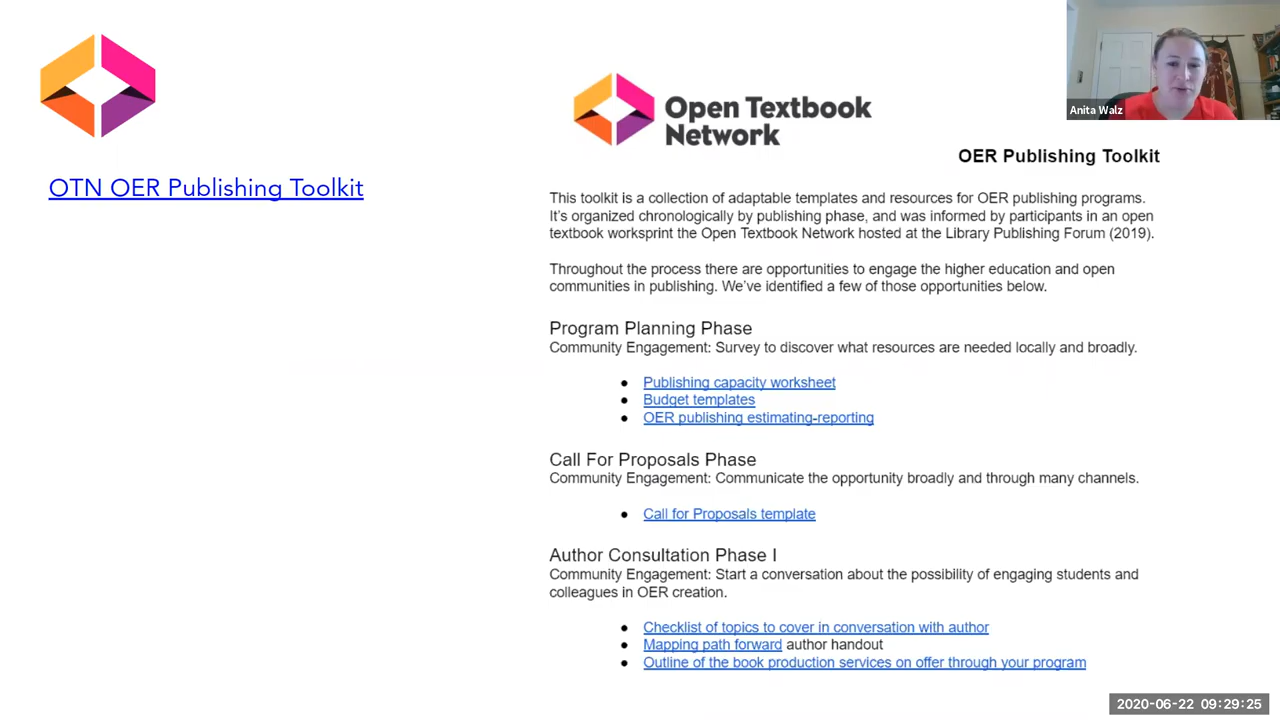 OTN OER Publishing Toolkit
Open Textbook
Network
Anita Walz
OER Publishing Toolkit
This toolkit is a collection of adaptable templates and resources for OER publishing programs.
It's organized chronologically by publishing phase, and was informed by participants in an open
textbook worksprint the Open Textbook Network hosted at the Library Publishing Forum (2019).
Throughout the process there are opportunities to engage the higher education and open
communities in publishing. We've identified a few of those opportunities below.
Program Planning Phase
Community Engagement: Survey to discover what resources are needed locally and broadly.
● Publishing capacity worksheet
● Budget templates
● OER publishing estimating-reporting
Call For Proposals Phase
Community Engagement: Communicate the opportunity broadly and through many channels.
● Call for Proposals template
Author Consultation Phase I
Community Engagement: Start a conversation about the possibility of engaging students and
colleagues in OER creation.
● Checklist of topics to cover in conversation with author
● Mapping path forward author handout
● Outline of the book production services on offer through your program
2020-06-22 09:29:25